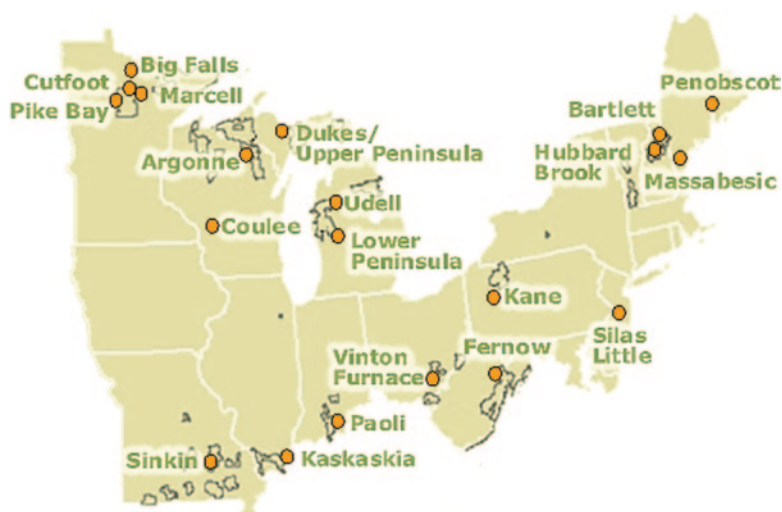 Big Falls
Cutfoot
Marcell
Pike Bay
Penobscot
Bartlett
Dukes/
Upper Peninsula
Argonne
Hubbard
Brook
Massabesic
Udell
Coulee
Lower
Peninsula
Kane
Silas
Little
Fernow
Vinton
Furnace
Paoli
Sinkin
Kaskaskia